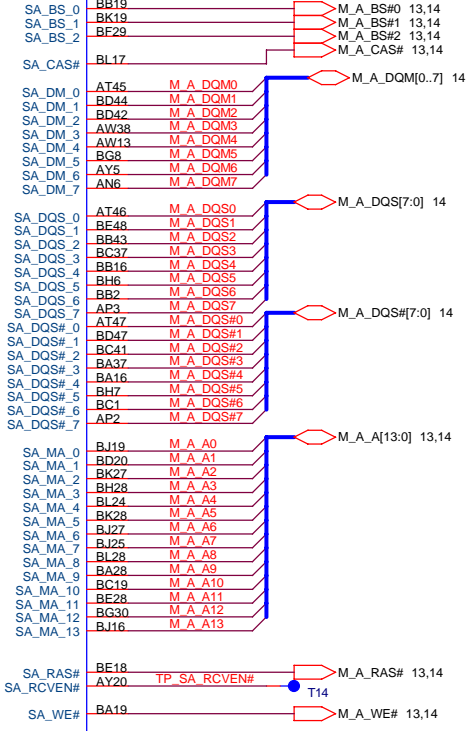 SA_BS_0 BB19 M_A_BS#0 13,14
SA_BS_1 BK19 M_A_BS#1 13,14
SA_BS_2 BF29 M_A_BS#2 13,14
M_A_CAS# 13,14
SA_CAS# BL17
M_A_DQM[0..7] 14
SA_DM_0 AT45 M_A_DQM0
SA_DM_1 BD44 M_A_DQM1
SA_DM_2 BD42 M_A_DQM2
SA_DM_3 AW38 M_A_DQM3
SA_DM_4 AW13 M_A_DQM4
SA_DM_5 BG8 M_A_DQM5
SA_DM_6 AY5 M_A_DQM6
SA_DM_7 AN6 M_A_DQM7
M_A_DQS[7:0] 14
SA_DQS_0 AT46 M_A_DQS0
SA_DQS_1 BE48 M_A_DQS1
SA_DQS_2 BB43 M_A_DQS2
SA_DQS_3 BC37 M_A_DQS3
SA_DQS_4 BB16 M_A_DQS4
SA_DQS_5 BH6 M_A_DQS5
SA_DQS_6 BB2 M_A_DQS6
SA_DQS_7 AP3 M_A_DQS7
M_A_DQS#[7:0] 14
SA_DQS#_0 AT47 M_A_DQS#0
SA_DQS#_1 BD47 M_A_DQS#1
SA_DQS#_2 BC41 M_A_DQS#2
SA_DQS#_3 BA37 M_A_DQS#3
SA_DQS#_4 BA16 M_A_DQS#4
SA_DQS#_5 BH7 M_A_DQS#5
SA_DQS#_6 BC1 M_A_DQS#6
SA_DQS#_7 AP2 M_A_DQS#7
M_A_A[13:0] 13,14
SA_MA_0 BJ19 M_A_A0
SA_MA_1 BD20 M_A_A1
SA_MA_2 BK27 M_A_A2
SA_MA_3 BH28 M_A_A3
SA_MA_4 BL24 M_A_A4
SA_MA_5 BK28 M_A_A5
SA_MA_6 BJ27 M_A_A6
SA_MA_7 BJ25 M_A_A7
SA_MA_8 BL28 M_A_A8
SA_MA_9 BA28 M_A_A9
SA_MA_10 BC19 M_A_A10
SA_MA_11 BE28 M_A_A11
SA_MA_12 BG30 M_A_A12
SA_MA_13 BJ16 M_A_A13
SA_RAS# BE18 M_A_RAS# 13,14
SA_RCVEN# AY20 TP_SA_RCVEN# T14
SA_WE# BA19 M_A_WE# 13,14